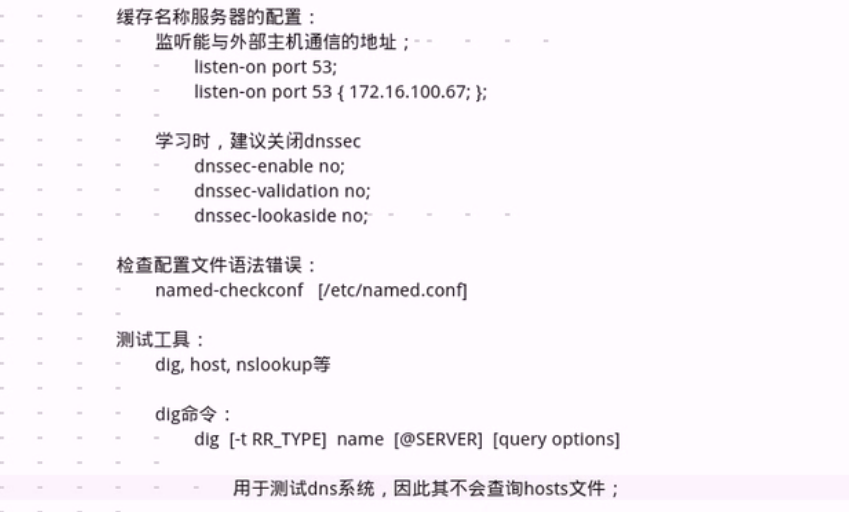 缓存名称服务器的配置：
监听能与外部主机通信的地址；
listen-on port 53;
listen-on port 53 { 172.16.100.67; };
学习时，建议关闭dnssec
dnssec-enable no;
dnssec-validation no;
dnssec-lookaside no;
检查配置文件语法错误：
named-checkconf [/etc/named.conf]
测试工具：
dig, host, nslookup等
dig命令：
dig [-t RR_TYPE] name [@SERVER] [query options]
用于测试dns系统，因此其不会查询hosts文件；